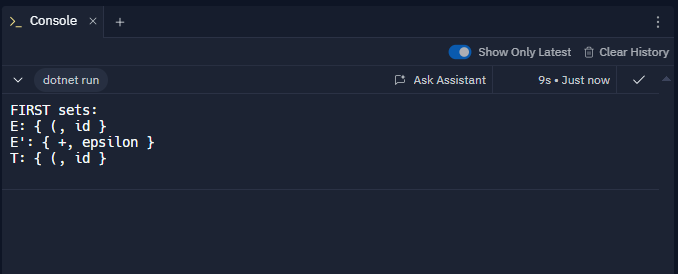 Console
Show Only Latest Clear History
dotnet run Ask Assistant 9s • Just now
FIRST sets:
E: { (, id }
E': { +, epsilon }
T: { (, id }